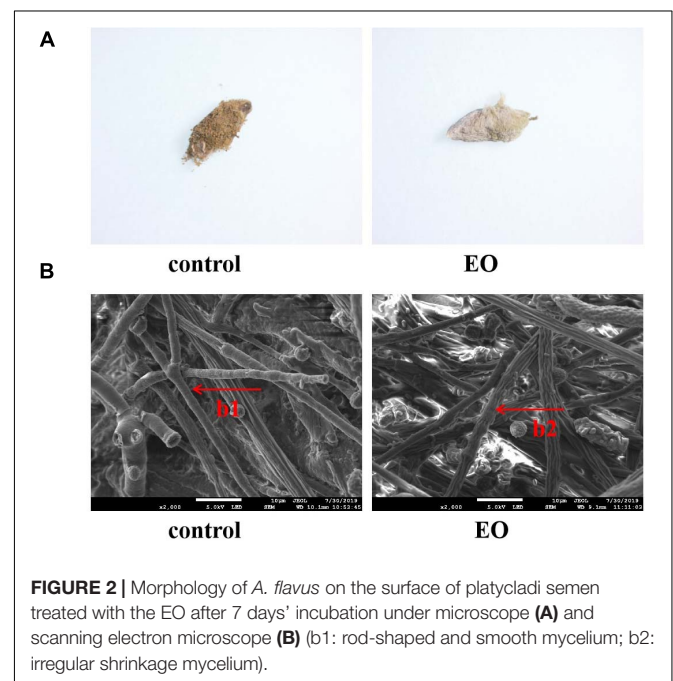 A
control EO
B
b1 b2
x2,000 5.0kV LED 10μm JEOL SEM 7/30/2019 WD 10.1mm 10:53:45
x2,000 5.0kV LED 10μm JEOL SEM 7/30/2019 WD 9.1mm 11:11:03
control EO
FIGURE 2 | Morphology of A. flavus on the surface of platycladi semen
treated with the EO after 7 days' incubation under microscope (A) and
scanning electron microscope (B) (b1: rod-shaped and smooth mycelium; b2:
irregular shrinkage mycelium).